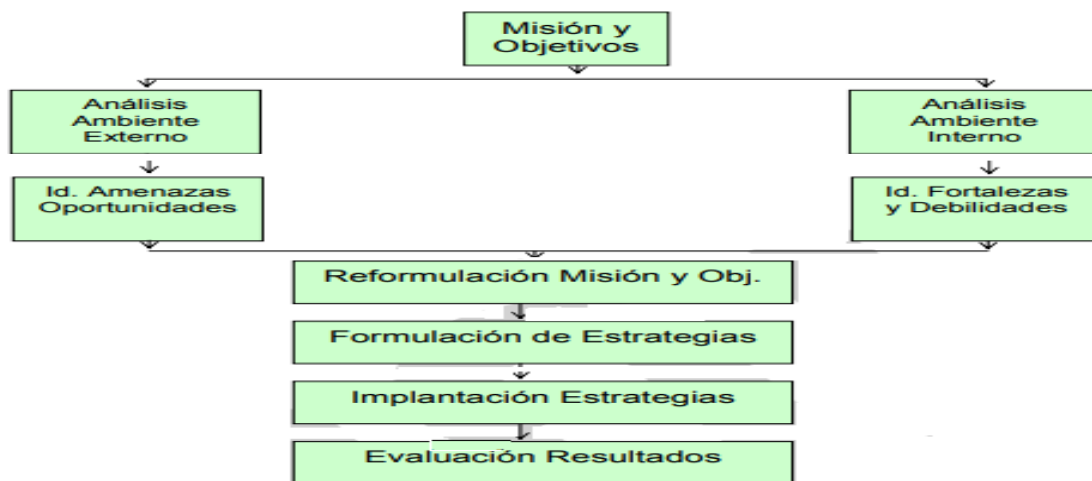 Misión y
Objetivos
Análisis
Ambiente
Externo
Análisis
Ambiente
Interno
Id. Amenazas
Oportunidades
Id. Fortalezas
y Debilidades
Reformulación Misión y Obj.
Formulación de Estrategias
Implantación Estrategias
Evaluación Resultados